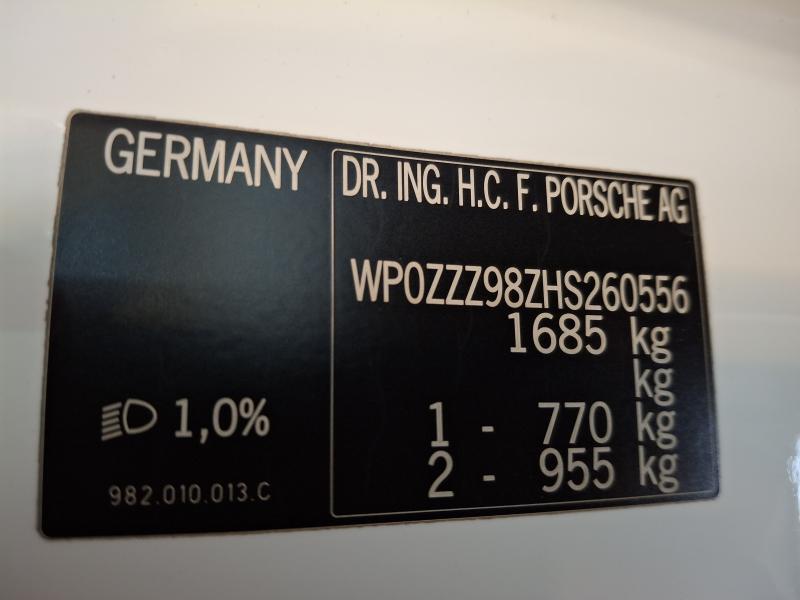 GERMANY
DR. ING. H.C. F. PORSCHE AG
WP0ZZZ98ZHS260556
1685 kg
kg
1 - 770 kg
2 - 955 kg
1,0%
982.010.013.C